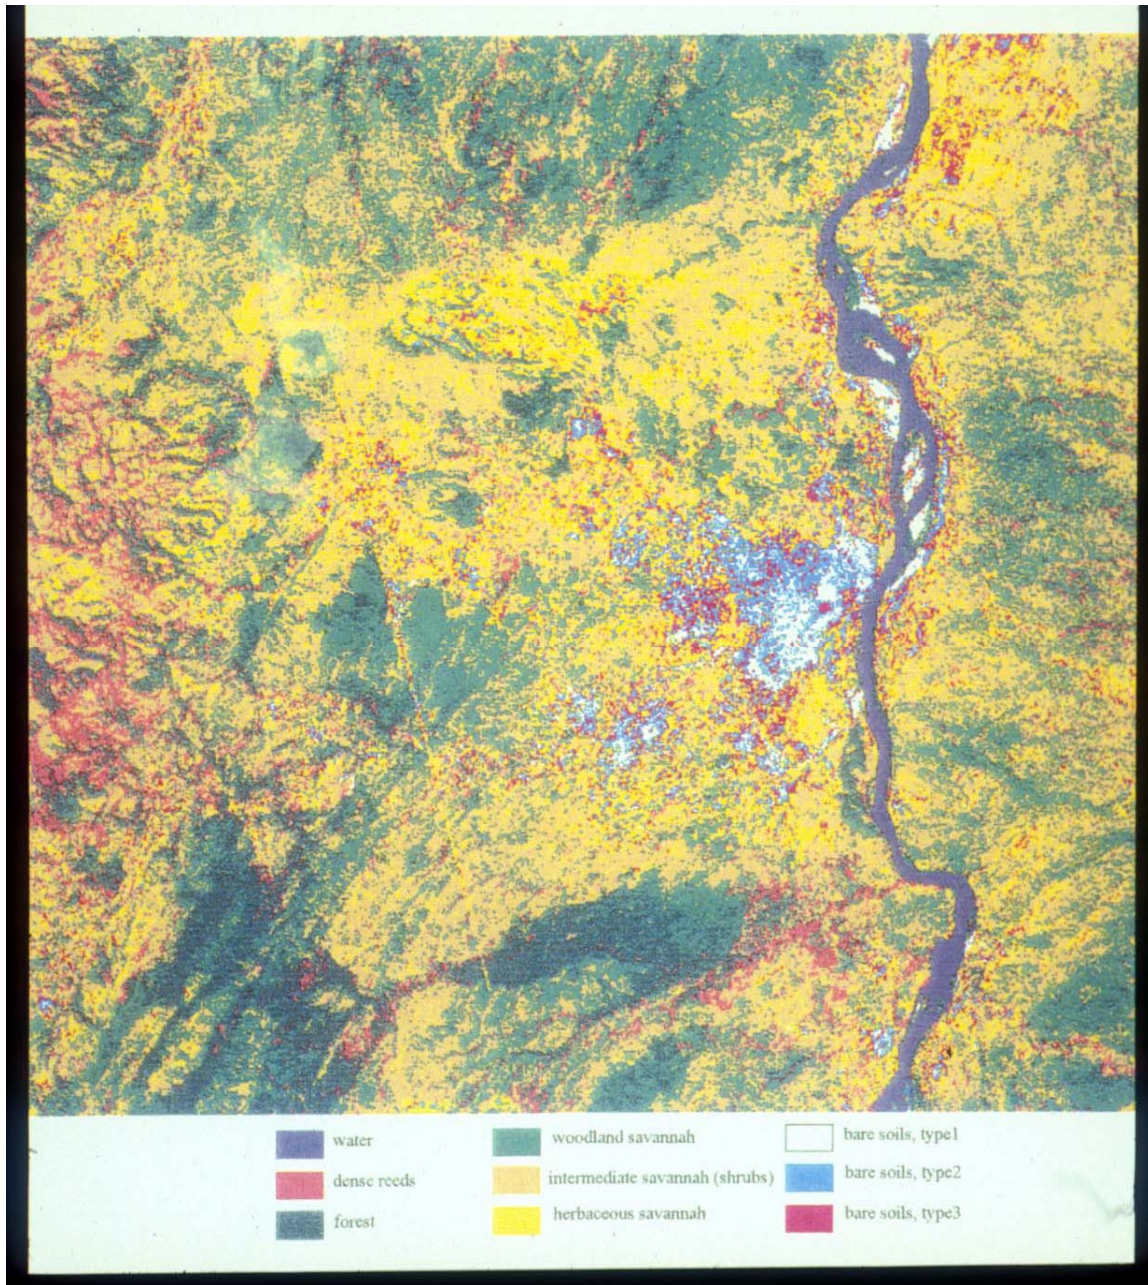 water
dense reeds
forest
woodland savannah
intermediate savannah (shrubs)
herbaceous savannah
bare soils, type1
bare soils, type2
bare soils, type3